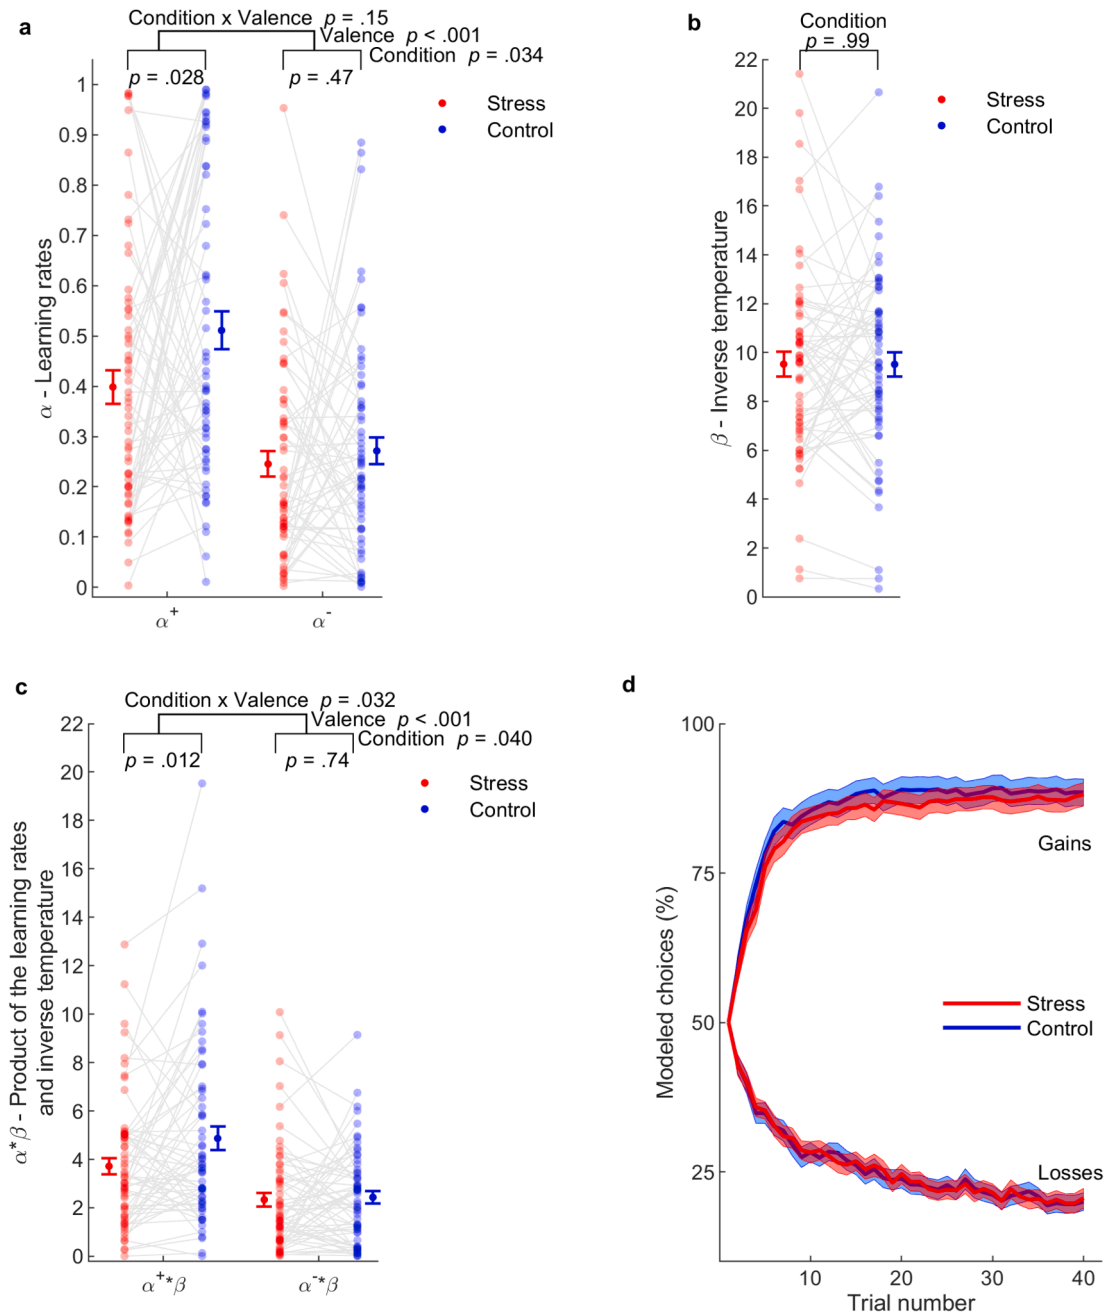 a
Condition x Valence p = .15
Valence p < .001
Condition p = .034
p = .028
p = .47
Stress
Control
α - Learning rates
1
0.9
0.8
0.7
0.6
0.5
0.4
0.3
0.2
0.1
0
α+
α-
b
Condition
p = .99
Stress
Control
β - Inverse temperature
22
20
18
16
14
12
10
8
6
4
2
0
c
Condition x Valence p = .032
Valence p < .001
Condition p = .040
p = .012
p = .74
Stress
Control
α*β - Product of the learning rates
and inverse temperature
22
20
18
16
14
12
10
8
6
4
2
0
α+*β
α-*β
d
Modeled choices (%)
100
75
50
25
Gains
Stress
Control
Losses
10
20
30
40
Trial number